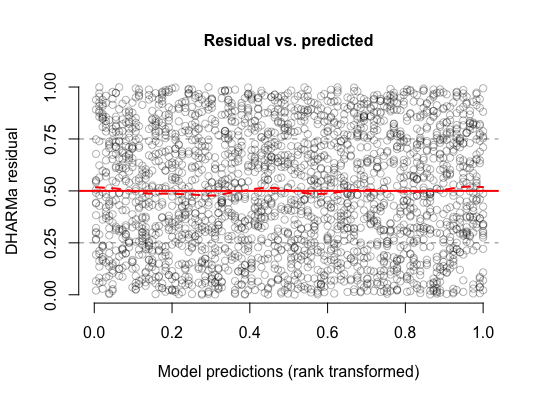 Residual vs. predicted
DHARMa residual
1.00
0.75
0.50
0.25
0.00
0.0 0.2 0.4 0.6 0.8 1.0
Model predictions (rank transformed)